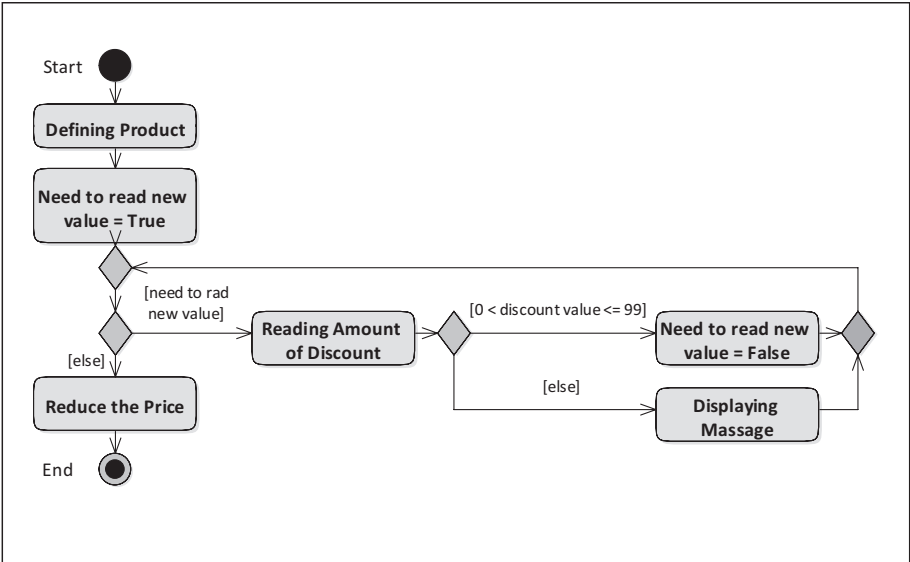 Start
Defining Product
Need to read new
value = True
[need to rad
new value]
[else]
Reading Amount
of Discount
[0 < discount value <= 99]
Need to read new
value = False
[else]
Displaying
Massage
Reduce the Price
End